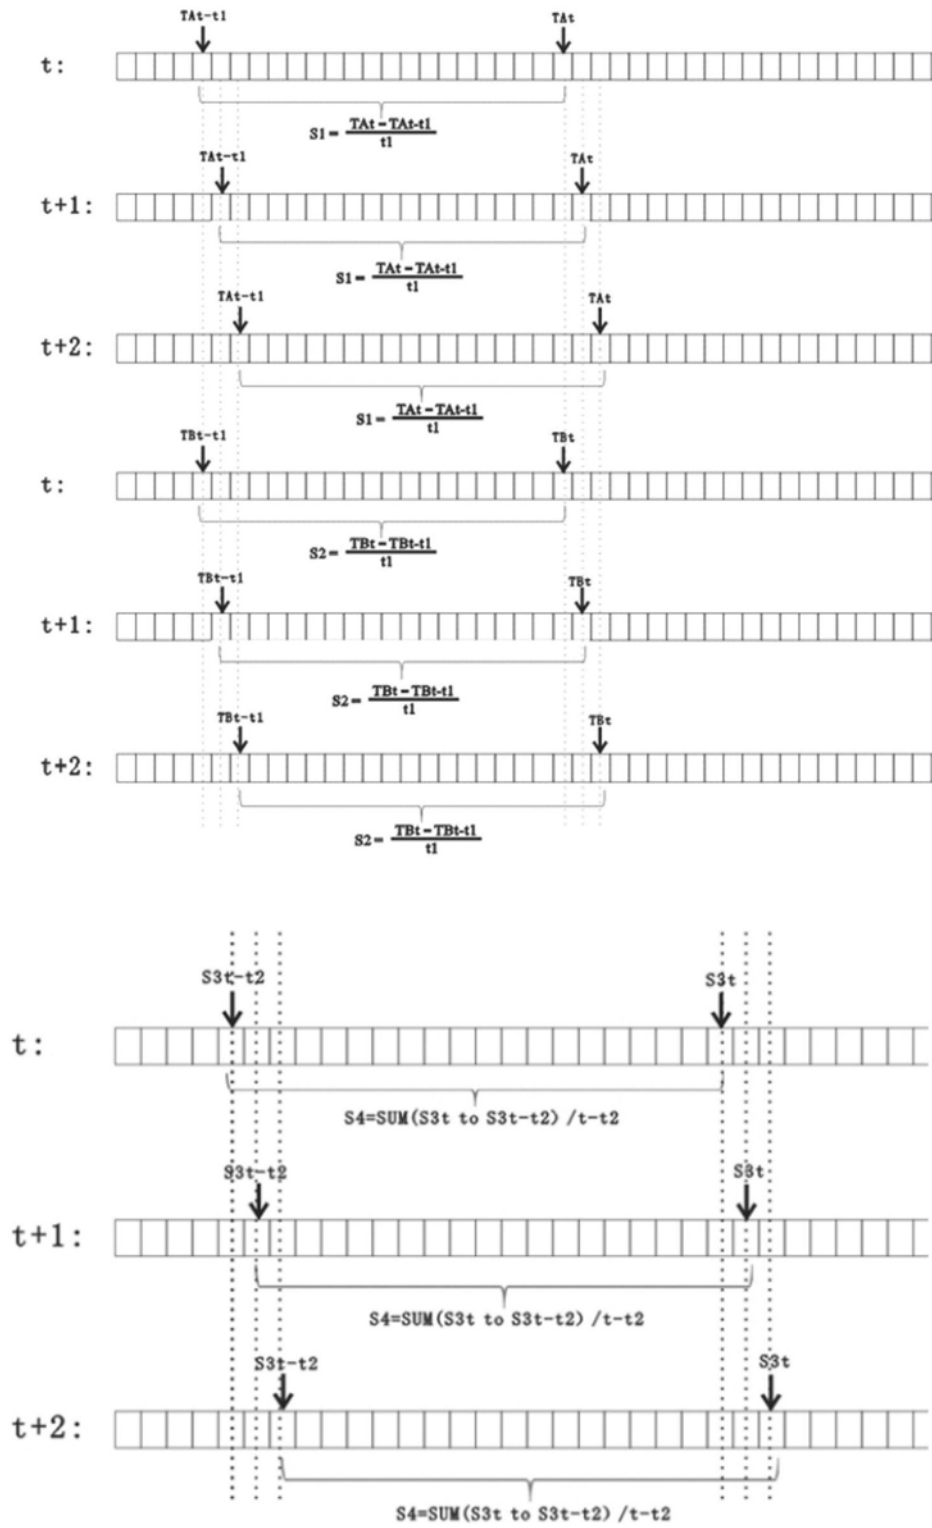 TAt-t1 TAt
t:
S1= TAt-TAt-t1
t1
TAt-t1 TAt
t+1:
S1= TAt-TAt-t1
t1
TAt-t1 TAt
t+2:
S1= TAt-TAt-t1
t1
TBt-t1 TBt
t:
S2= TBt-TBt-t1
t1
TBt-t1 TBt
t+1:
S2= TBt-TBt-t1
t1
TBt-t1 TBt
t+2:
S2= TBt-TBt-t1
t1
S3t-t2 S3t
t:
S4=SUM(S3t to S3t-t2)/t-t2
S3t-t2 S3t
t+1:
S4=SUM(S3t to S3t-t2)/t-t2
S3t-t2 S3t
t+2:
S4=SUM(S3t to S3t-t2)/t-t2